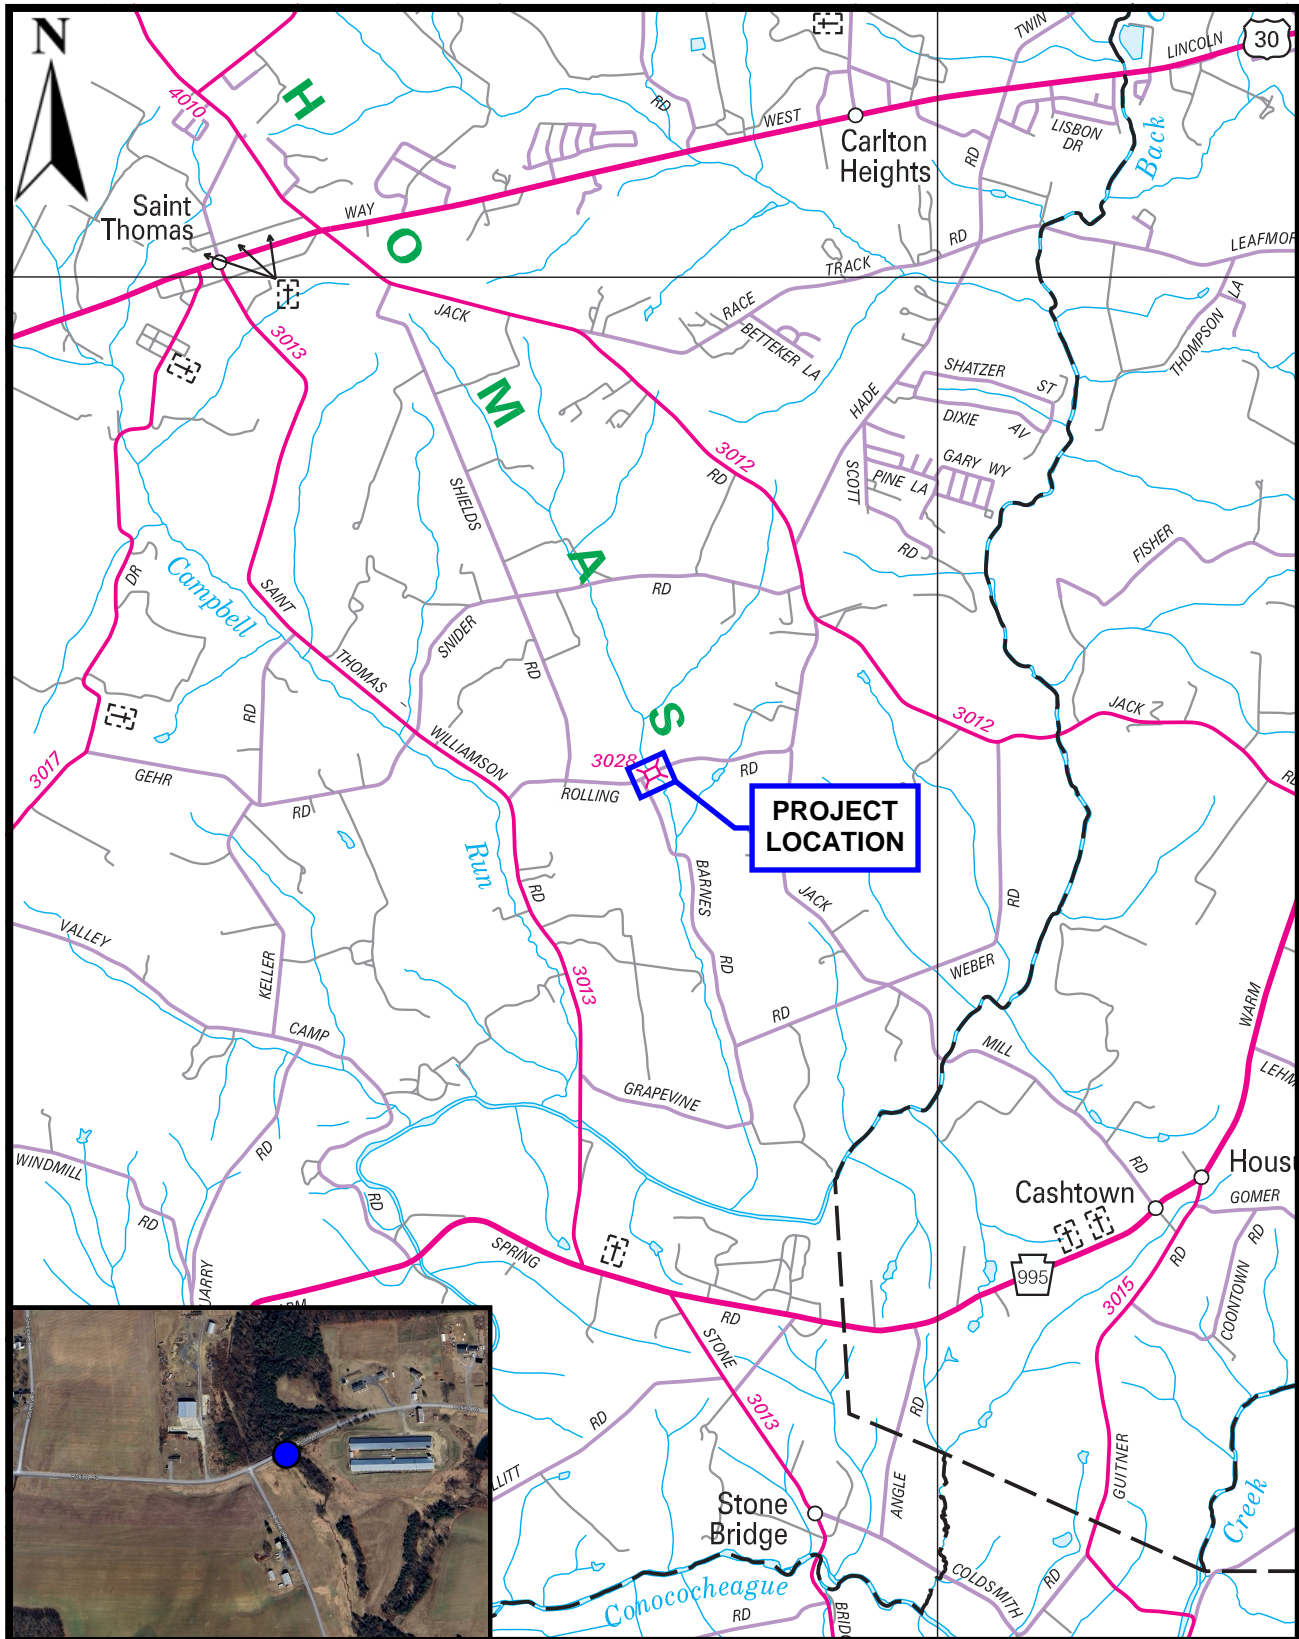 N
TWIN
30
LINCOLN
H
4010
RD
WEST
Carlton
Heights
LISBON
DR
RD
Back
Saint
Thomas
WAY
O
RD
LEAFMOR
TRACK
JACK
RACE
BETTEKER LA
THOMPSON LA
3013
M
SHATZER ST
HADE
DIXIE AV
3012
RD
GARY WY
PINE LA
SCOTT
SHIELDS
RD
FISHER
A
DR
Campbell
SAINT
RD
SNIDER
THOMAS
RD
RD
S
JACK
3012
WILLIAMSON
3028
RD
3017
GEHR
RD
ROLLING
RD
PROJECT
LOCATION
Run
RD
BARNES
JACK
RD
VALLEY
KELLER
3013
RD
WEBER
RD
WARM
CAMP
MILL
LEHM
GRAPEVINE
RD
WINDMILL
RD
RD
RD
Hous
Cashtown
GOMER
RD
SPRING
995
RD
COONTOWN
UARRY
3015
RD
STONE
3013
RD
RD
GUITNER
LLITT
ANGLE
Stone
Bridge
Creek
COLDSMITH
RD
Conococheague
RD
BRIDG